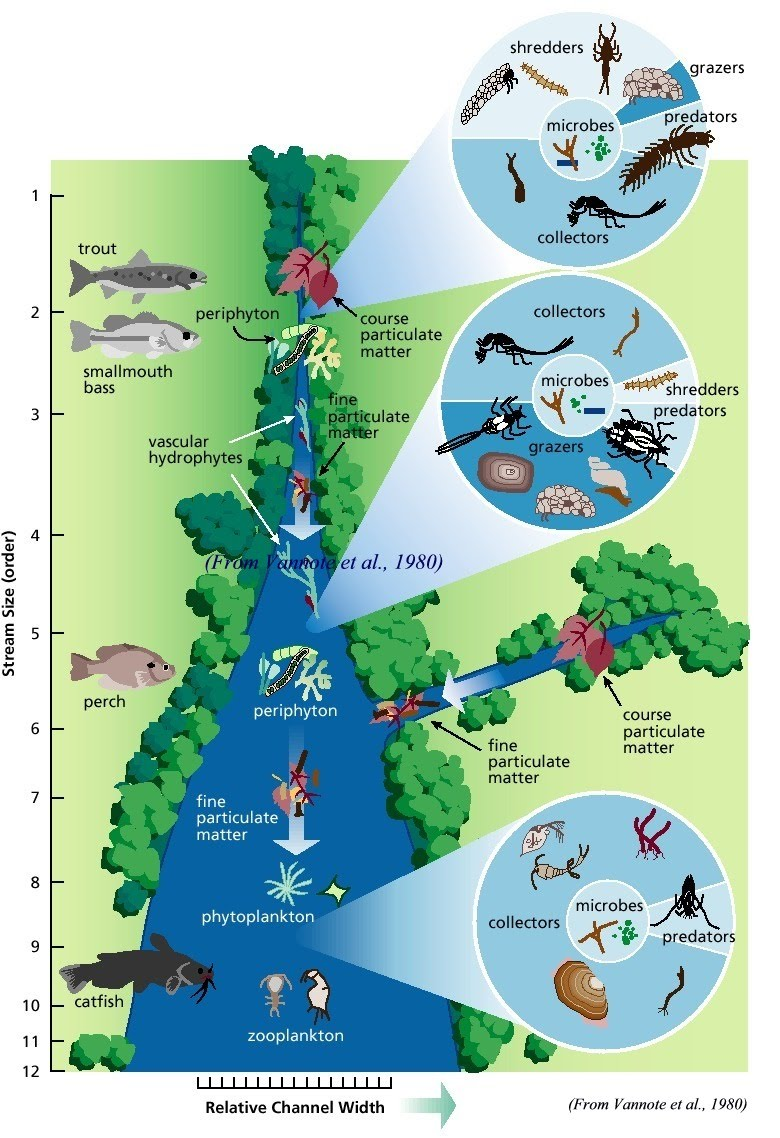 shredders
grazers
microbes
predators
collectors
1
trout
2
periphyton
course
particulate
matter
smallmouth
bass
collectors
microbes
shredders
predators
grazers
3
fine
particulate
matter
vascular
hydrophytes
4
(From Vannote et al., 1980)
Stream Size (order)
5
perch
periphyton
6
course
particulate
matter
fine
particulate
matter
7
fine
particulate
matter
8
phytoplankton
microbes
collectors
predators
9
catfish
10
zooplankton
11
12
Relative Channel Width
(From Vannote et al., 1980)